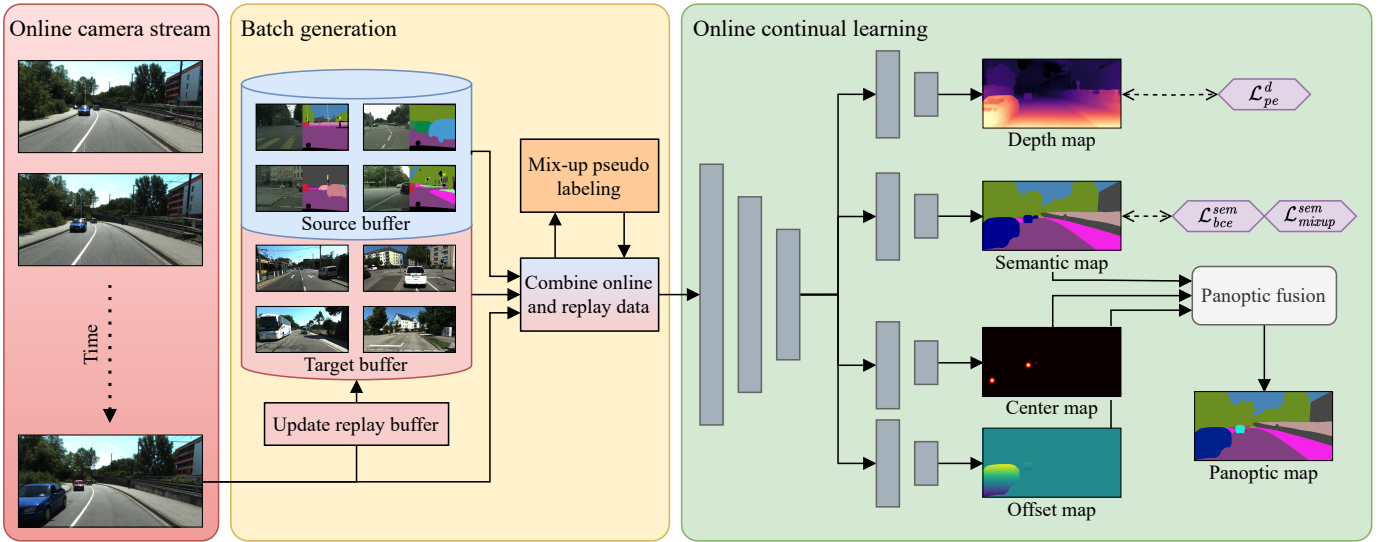 Online camera stream
Time
Batch generation
Source buffer
Target buffer
Update replay buffer
Mix-up pseudo
labeling
Combine online
and replay data
Online continual learning
Depth map
ℒ^d_pe
Semantic map
ℒ^sem_bce
ℒ^sem_mixup
Center map
Offset map
Panoptic fusion
Panoptic map